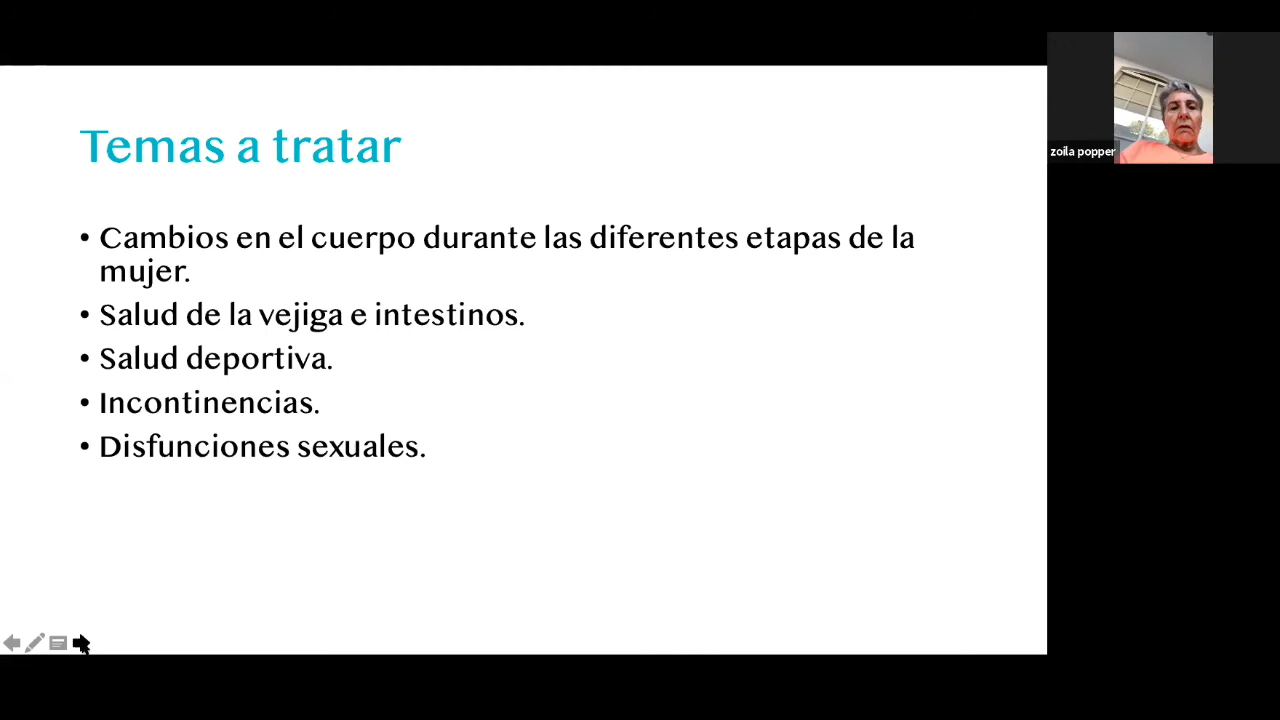 Temas a tratar
• Cambios en el cuerpo durante las diferentes etapas de la
mujer.
• Salud de la vejiga e intestinos.
• Salud deportiva.
• Incontinencias.
• Disfunciones sexuales.
zoila popper